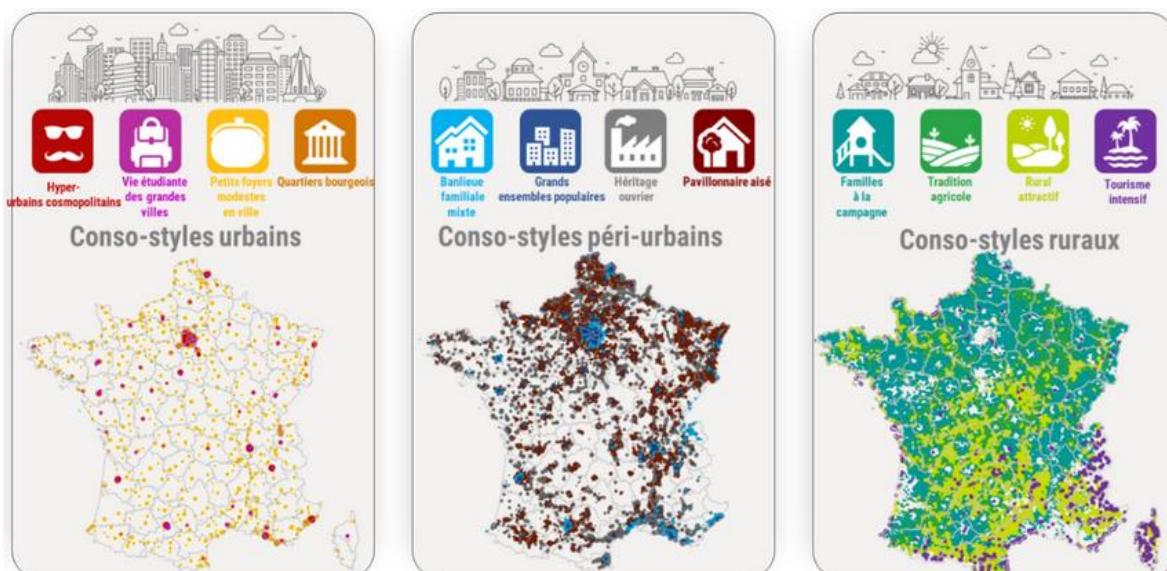 Hyper-
urbains cosmopolitains
Vie étudiante
des grandes
villes
Petits foyers
modestes
en ville
Quartiers bourgeois
Conso-styles urbains
Banlieue
familiale
mixte
Grands
ensembles populaires
Héritage
ouvrier
Pavillonnaire aisé
Conso-styles péri-urbains
Familles
à la
campagne
Tradition
agricole
Rural
attractif
Tourisme
intensif
Conso-styles ruraux